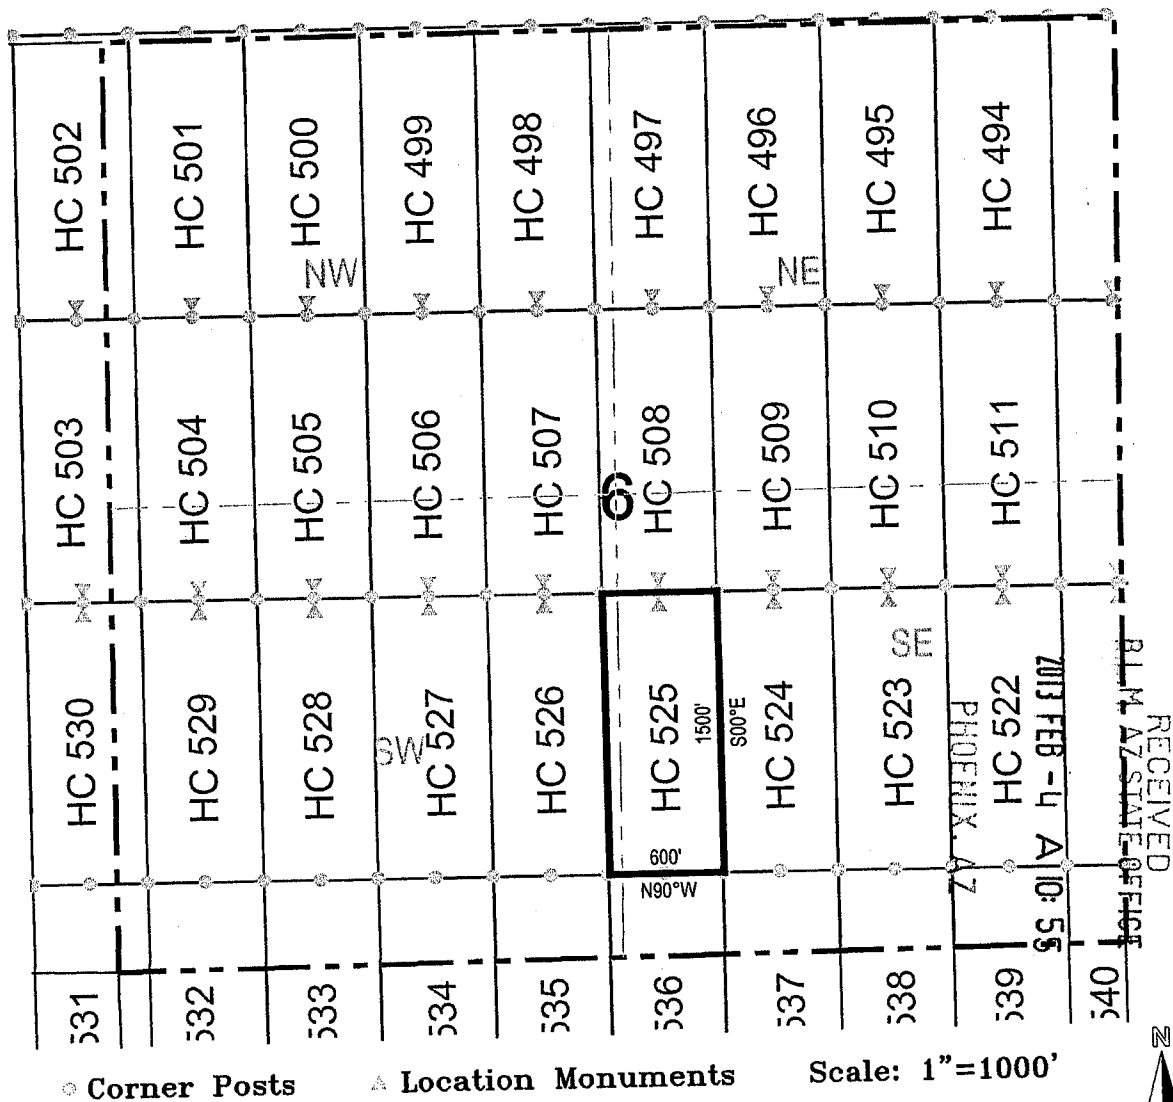 HC 502
HC 501
HC 500
HC 499
HC 498
HC 497
HC 496
HC 495
HC 494
NW
NE
HC 503
HC 504
HC 505
HC 506
HC 507
6
HC 508
HC 509
HC 510
HC 511
SW
SE
HC 530
HC 529
HC 528
HC 527
HC 526
HC 525
1500'
S00°E
600'
N90°W
HC 524
HC 523
HC 522
RECEIVED
B.L.M. AZ STATE OFFICE
2013 FEB -4 A 10: 55
PHOENIX, AZ
531
532
533
534
535
536
537
538
539
540
N
Corner Posts
Location Monuments
Scale: 1"=1000'